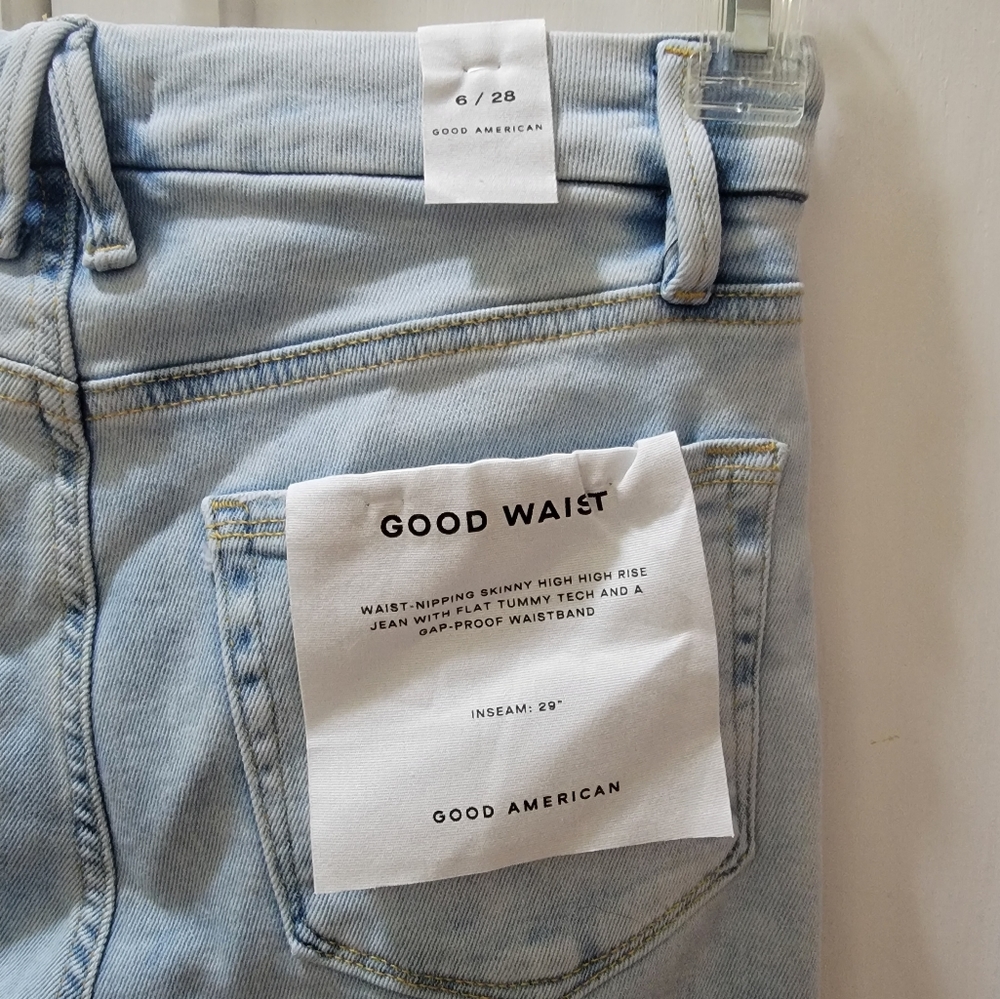 6 / 28
GOOD AMERICAN
GOOD WAIST
WAIST-NIPPING SKINNY HIGH HIGH RISE
JEAN WITH FLAT TUMMY TECH AND A
GAP-PROOF WAISTBAND
INSEAM: 29"
GOOD AMERICAN